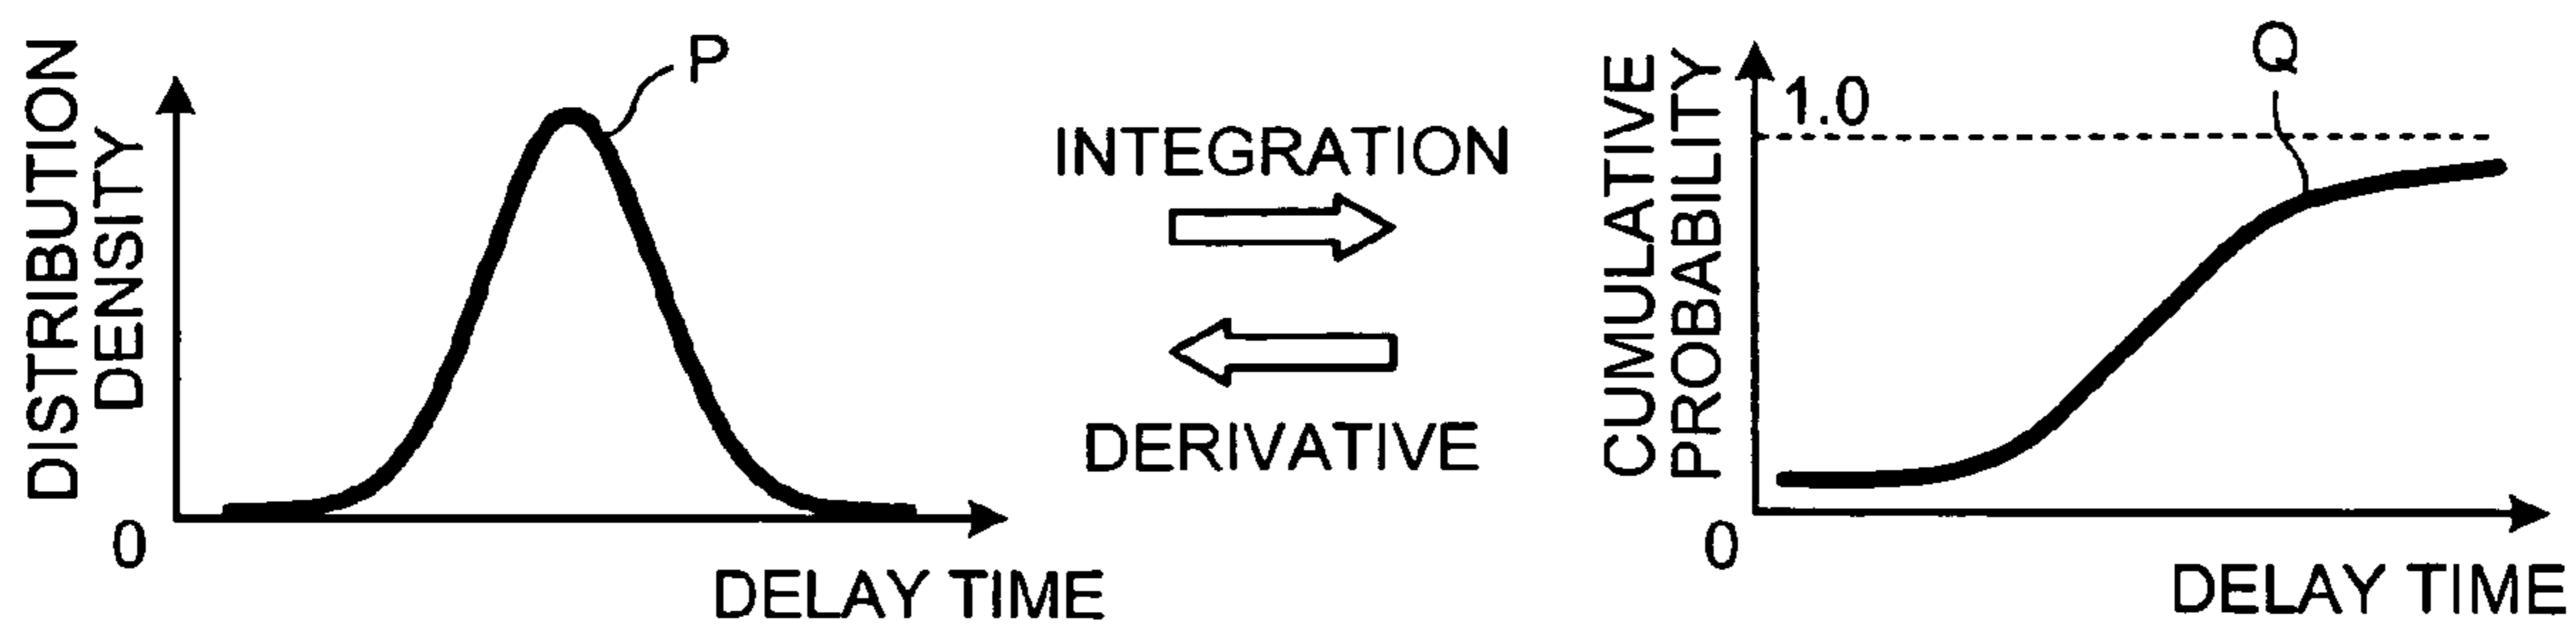 DISTRIBUTION
DENSITY
P
0
DELAY TIME
INTEGRATION
DERIVATIVE
CUMULATIVE
PROBABILITY
1.0
Q
0
DELAY TIME